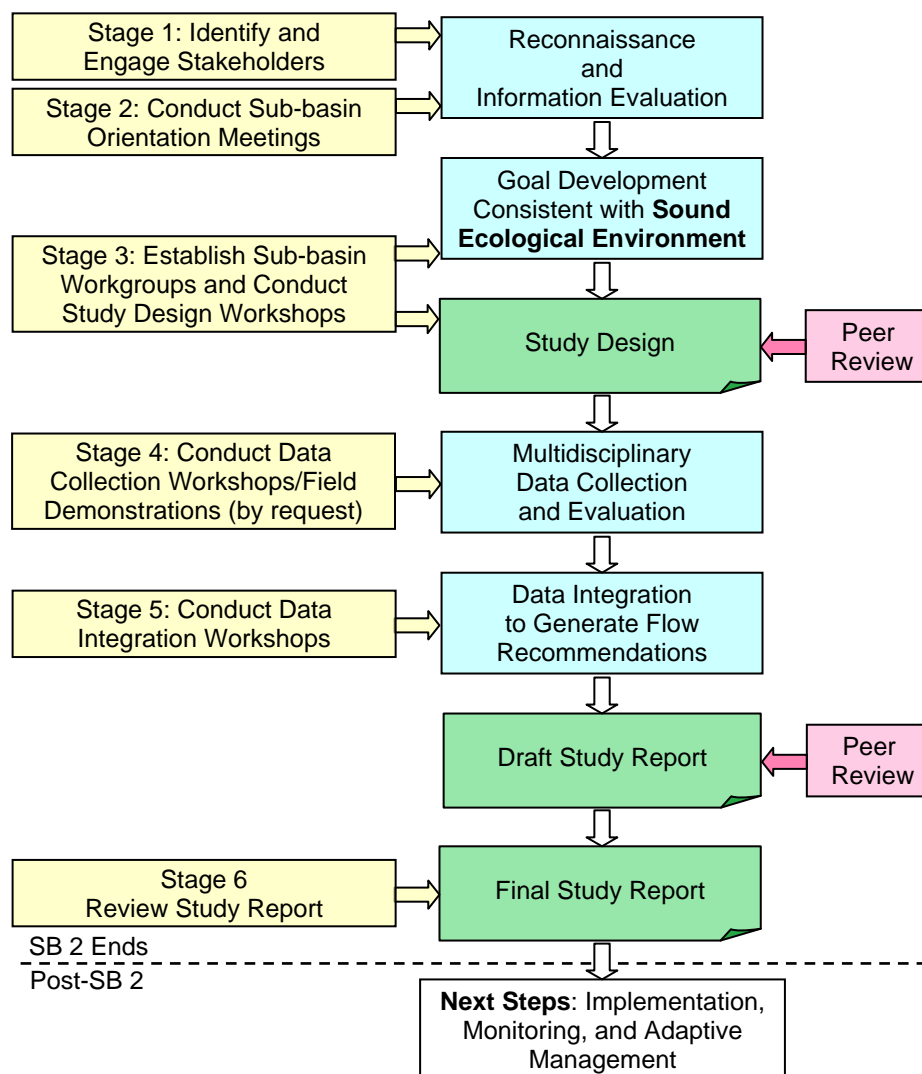 Stage 1: Identify and
Engage Stakeholders
Reconnaissance
and
Information Evaluation
Stage 2: Conduct Sub-basin
Orientation Meetings
Goal Development
Consistent with Sound
Ecological Environment
Stage 3: Establish Sub-basin
Workgroups and Conduct
Study Design Workshops
Study Design
Peer
Review
Stage 4: Conduct Data
Collection Workshops/Field
Demonstrations (by request)
Multidisciplinary
Data Collection
and Evaluation
Stage 5: Conduct Data
Integration Workshops
Data Integration
to Generate Flow
Recommendations
Draft Study Report
Peer
Review
Stage 6
Review Study Report
Final Study Report
SB 2 Ends
Post-SB 2
Next Steps: Implementation,
Monitoring, and Adaptive
Management